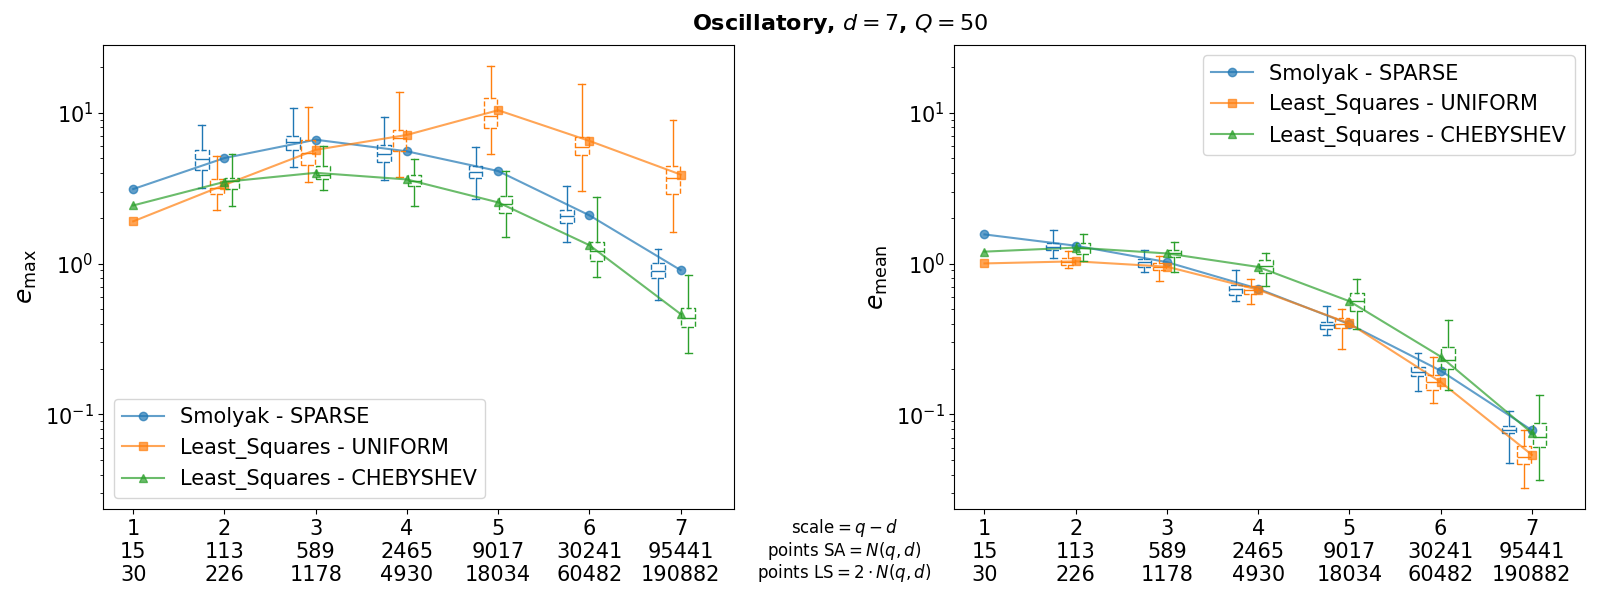 Oscillatory, d = 7, Q = 50
e_max
10^1
10^0
10^−1
Smolyak - SPARSE
Least_Squares - UNIFORM
Least_Squares - CHEBYSHEV
1 2 3 4 5 6 7
15 113 589 2465 9017 30241 95441
30 226 1178 4930 18034 60482 190882
scale = q − d
points SA = N(q, d)
points LS = 2 · N(q, d)
e_mean
10^1
10^0
10^−1
Smolyak - SPARSE
Least_Squares - UNIFORM
Least_Squares - CHEBYSHEV
1 2 3 4 5 6 7
15 113 589 2465 9017 30241 95441
30 226 1178 4930 18034 60482 190882